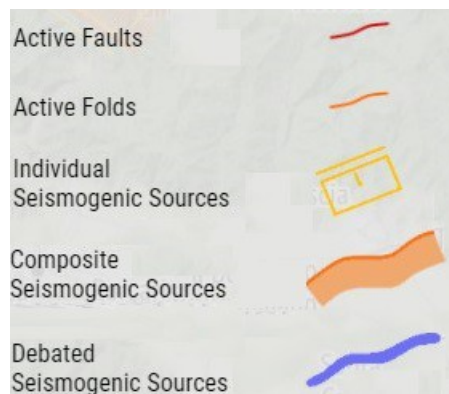 Active Faults
Active Folds
Individual
Seismogenic Sources
Composite
Seismogenic Sources
Debated
Seismogenic Sources